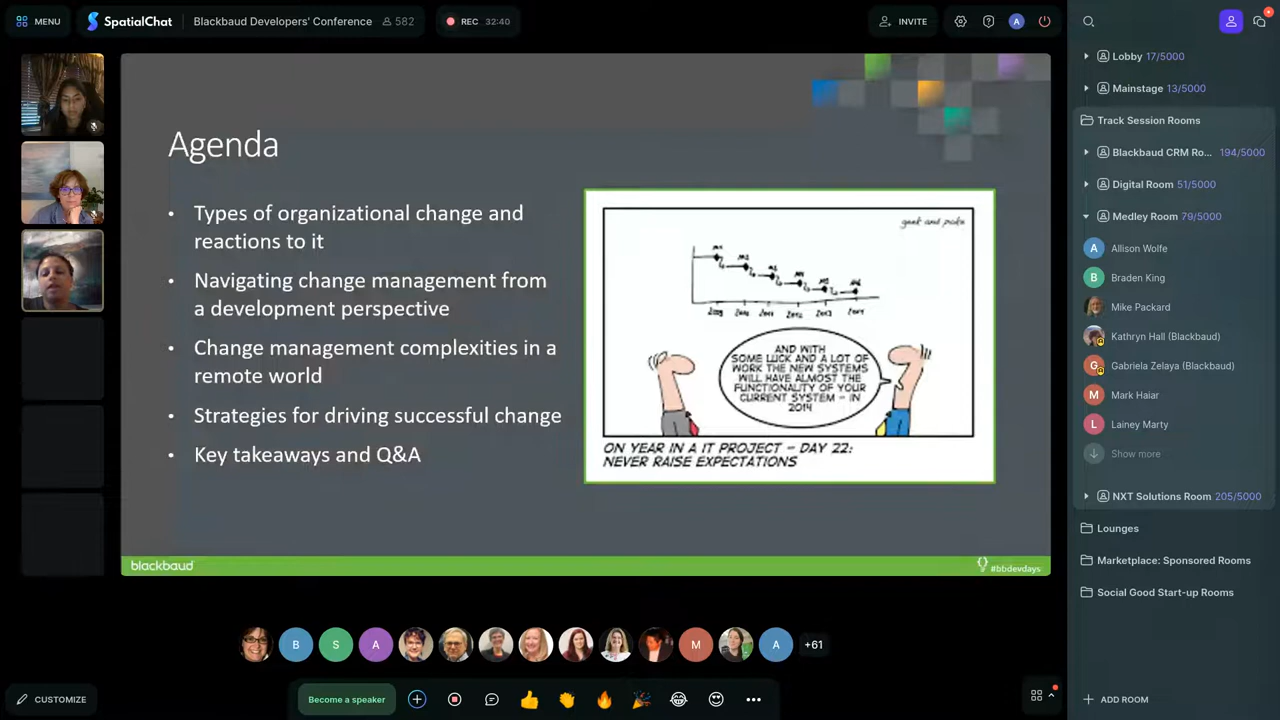 MENU
SpatialChat
Blackbaud Developers' Conference 582
REC 32:40
INVITE
A
Agenda
• Types of organizational change and
reactions to it
• Navigating change management from
a development perspective
• Change management complexities in a
remote world
• Strategies for driving successful change
• Key takeaways and Q&A
geek and poke
AND WITH
SOME LUCK AND A LOT OF
WORK THE NEW SYSTEMS
WILL HAVE ALMOST THE
FUNCTIONALITY OF YOUR
CURRENT SYSTEM - IN
2014
ON YEAR IN A IT PROJECT - DAY 22:
NEVER RAISE EXPECTATIONS
blackbaud
#bbdevdays
B
S
A
M
A
+61
CUSTOMIZE
Become a speaker
Lobby 17/5000
Mainstage 13/5000
Track Session Rooms
Blackbaud CRM Ro... 194/5000
Digital Room 51/5000
Medley Room 79/5000
A Allison Wolfe
B Braden King
Mike Packard
Kathryn Hall (Blackbaud)
G Gabriela Zelaya (Blackbaud)
M Mark Haiar
L Lainey Marty
Show more
NXT Solutions Room 205/5000
Lounges
Marketplace: Sponsored Rooms
Social Good Start-up Rooms
ADD ROOM